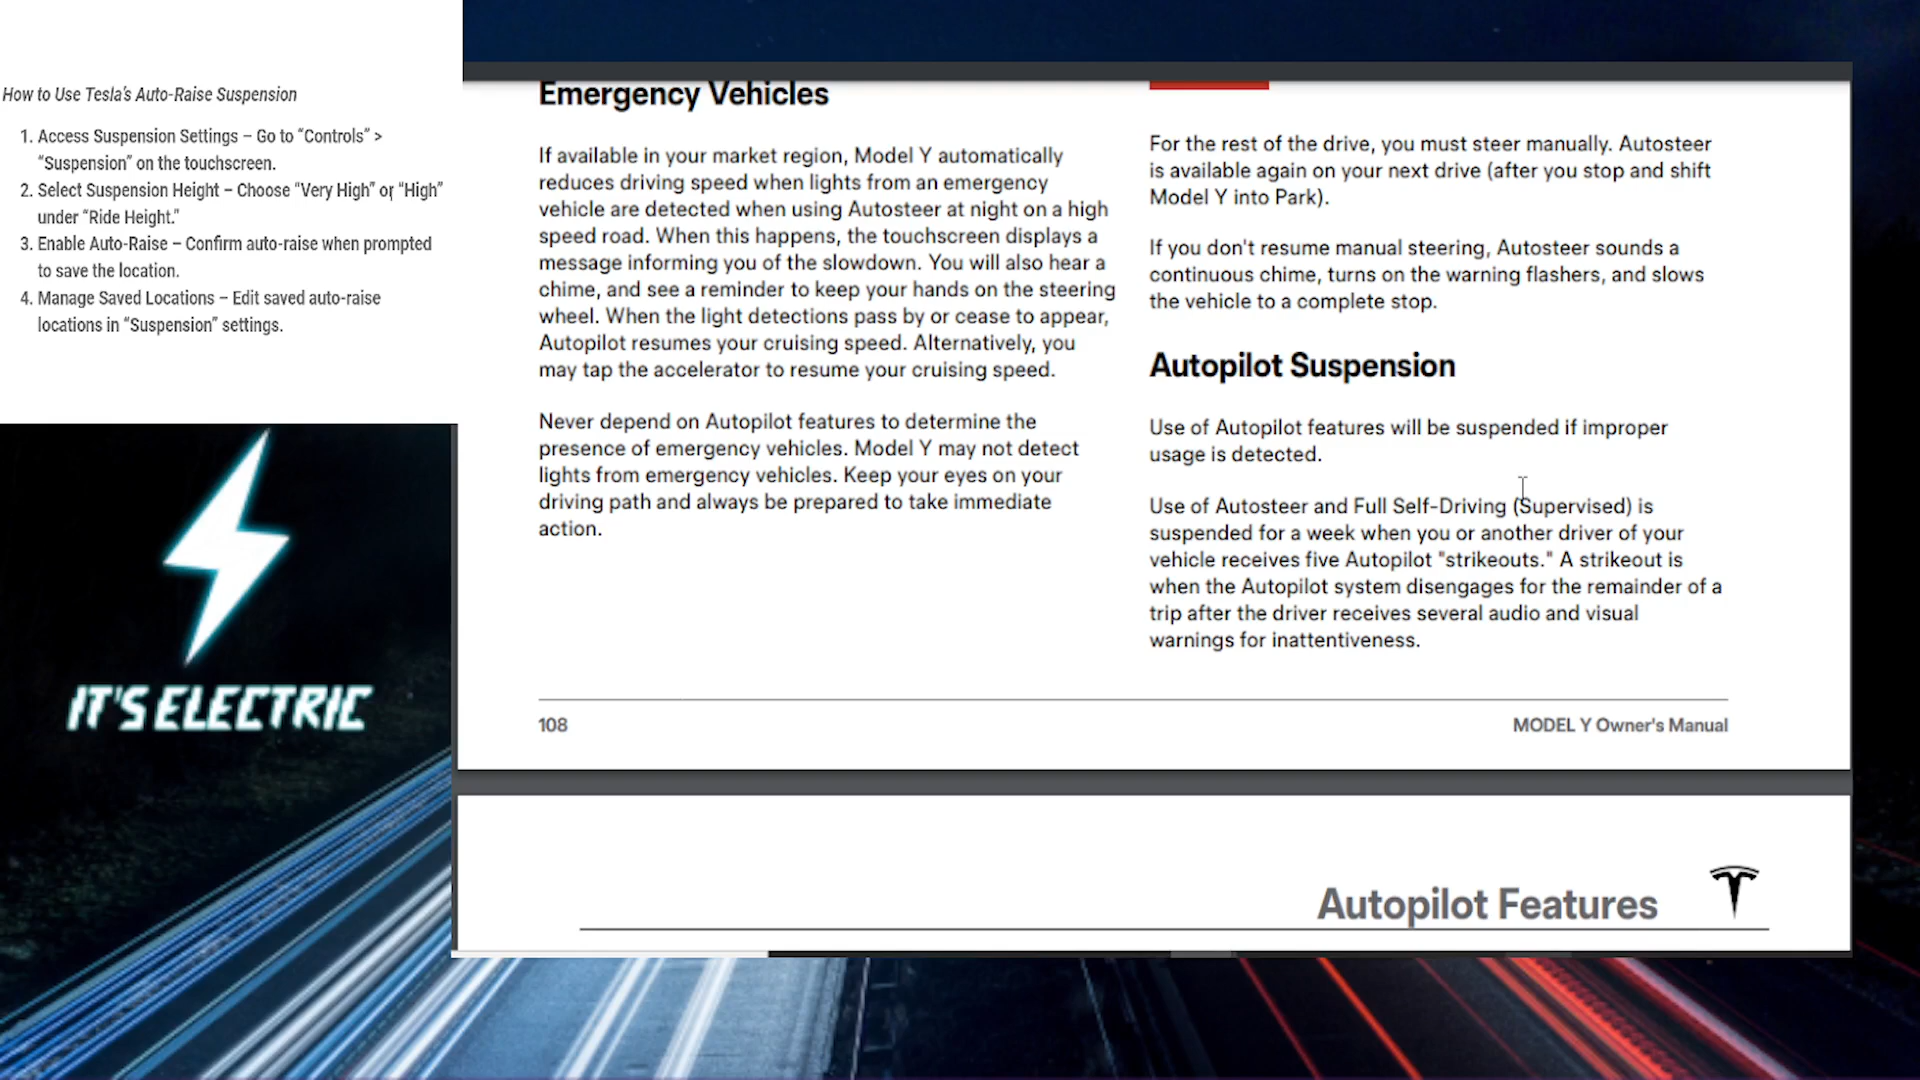 How to Use Tesla's Auto-Raise Suspension
1. Access Suspension Settings – Go to “Controls” >
“Suspension” on the touchscreen.
2. Select Suspension Height – Choose “Very High” or “High”
under “Ride Height.”
3. Enable Auto-Raise – Confirm auto-raise when prompted
to save the location.
4. Manage Saved Locations – Edit saved auto-raise
locations in “Suspension” settings.
IT'S ELECTRIC
Emergency Vehicles
If available in your market region, Model Y automatically
reduces driving speed when lights from an emergency
vehicle are detected when using Autosteer at night on a high
speed road. When this happens, the touchscreen displays a
message informing you of the slowdown. You will also hear a
chime, and see a reminder to keep your hands on the steering
wheel. When the light detections pass by or cease to appear,
Autopilot resumes your cruising speed. Alternatively, you
may tap the accelerator to resume your cruising speed.
Never depend on Autopilot features to determine the
presence of emergency vehicles. Model Y may not detect
lights from emergency vehicles. Keep your eyes on your
driving path and always be prepared to take immediate
action.
For the rest of the drive, you must steer manually. Autosteer
is available again on your next drive (after you stop and shift
Model Y into Park).
If you don't resume manual steering, Autosteer sounds a
continuous chime, turns on the warning flashers, and slows
the vehicle to a complete stop.
Autopilot Suspension
Use of Autopilot features will be suspended if improper
usage is detected.
Use of Autosteer and Full Self-Driving (Supervised) is
suspended for a week when you or another driver of your
vehicle receives five Autopilot "strikeouts." A strikeout is
when the Autopilot system disengages for the remainder of a
trip after the driver receives several audio and visual
warnings for inattentiveness.
108
MODEL Y Owner's Manual
Autopilot Features